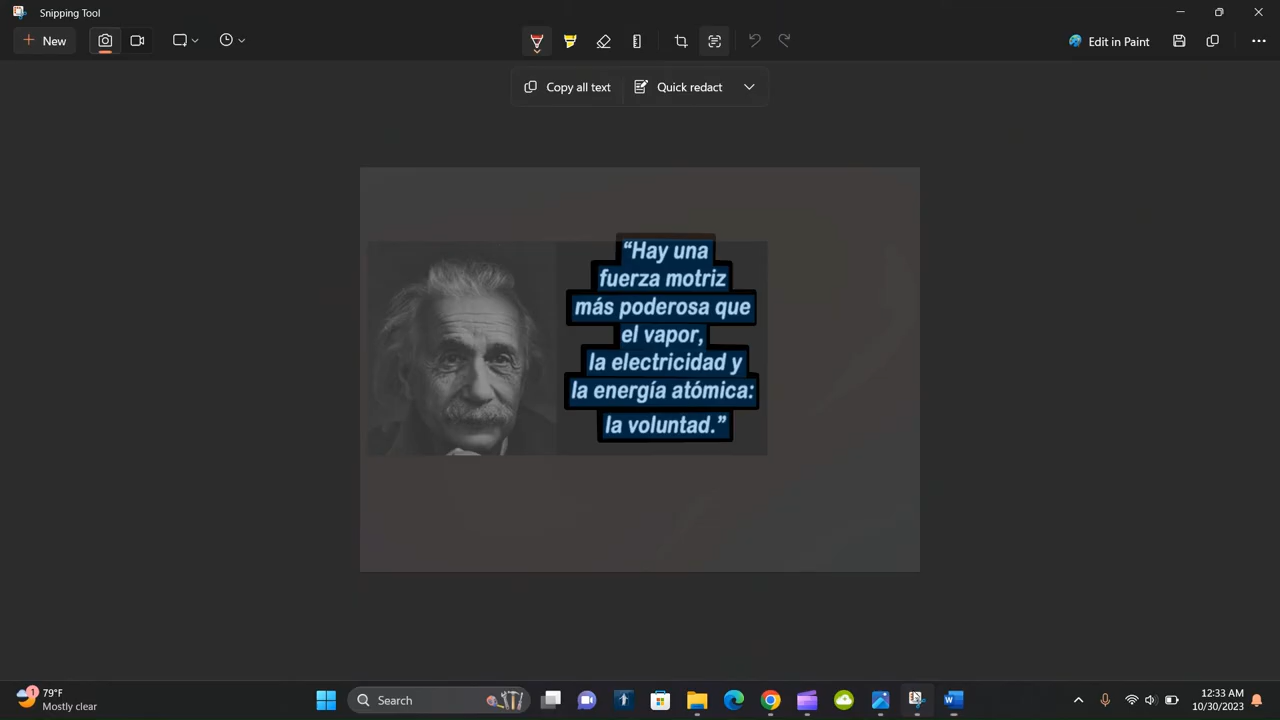 Snipping Tool
New
Edit in Paint
Copy all text
Quick redact
“Hay una
fuerza motriz
más poderosa que
el vapor,
la electricidad y
la energía atómica:
la voluntad.”
1
79°F
Mostly clear
Search
12:33 AM
10/30/2023